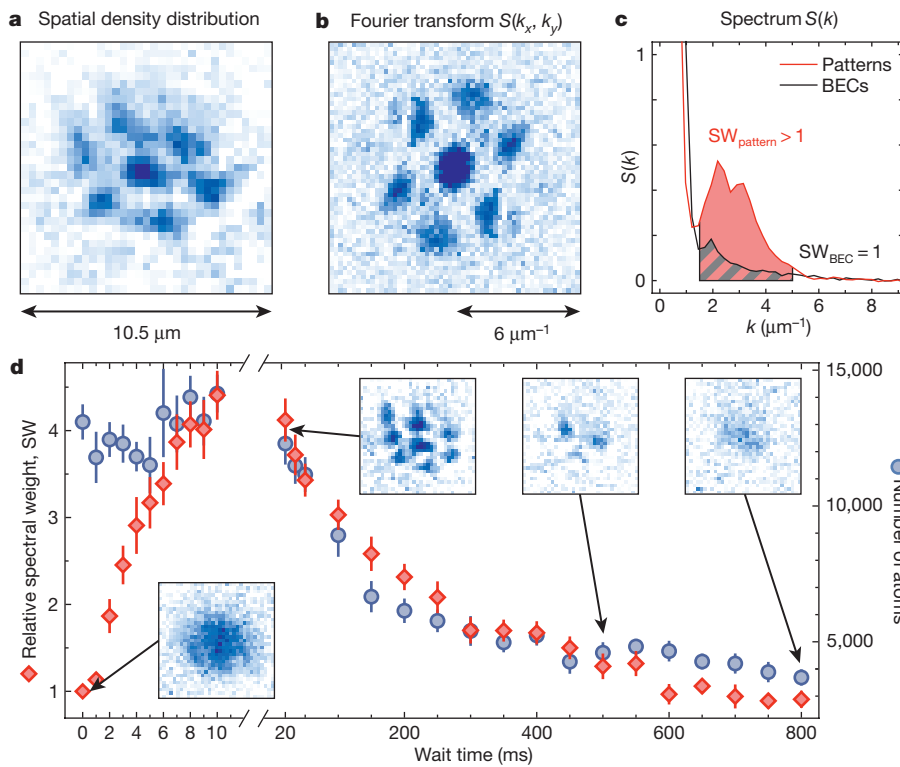 a Spatial density distribution
10.5 μm
b Fourier transform S(kx, ky)
6 μm⁻¹
c Spectrum S(k)
Patterns
BECs
SWpattern > 1
SWBEC = 1
S(k)
1
0
0 2 4 6 8
k (μm⁻¹)
d
Relative spectral weight, SW
4
3
2
1
15,000
10,000
5,000
Number of atoms
0 2 4 6 8 10 20 200 400 600 800
Wait time (ms)